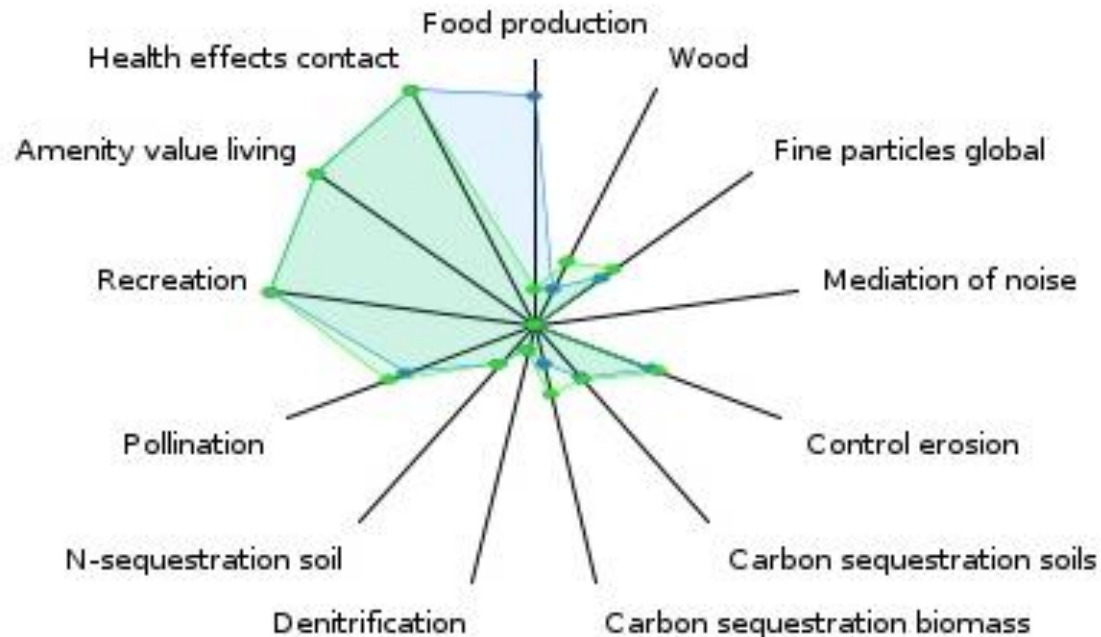 Food production
Wood
Fine particles global
Mediation of noise
Control erosion
Carbon sequestration soils
Carbon sequestration biomass
Denitrification
N-sequestration soil
Pollination
Recreation
Amenity value living
Health effects contact